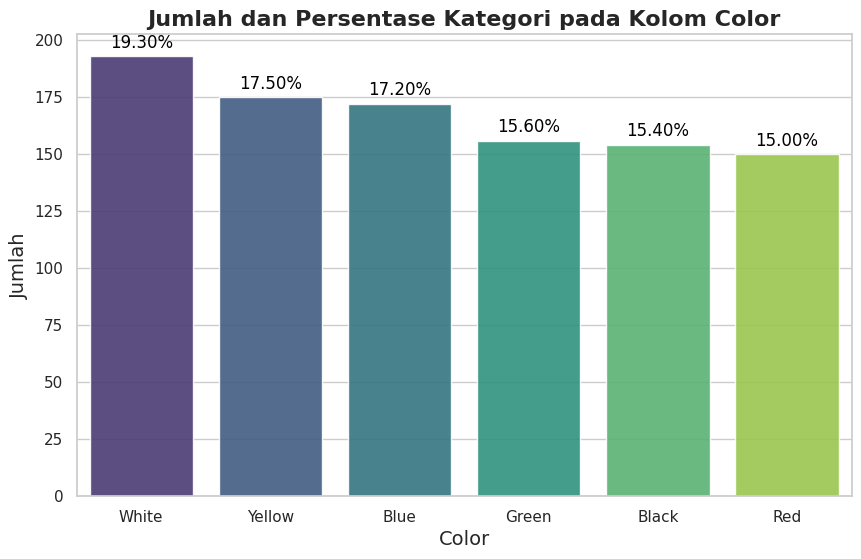 Jumlah dan Persentase Kategori pada Kolom Color
200
175
150
125
100
75
50
25
0
Jumlah
19.30%
17.50%
17.20%
15.60%
15.40%
15.00%
White
Yellow
Blue
Green
Black
Red
Color